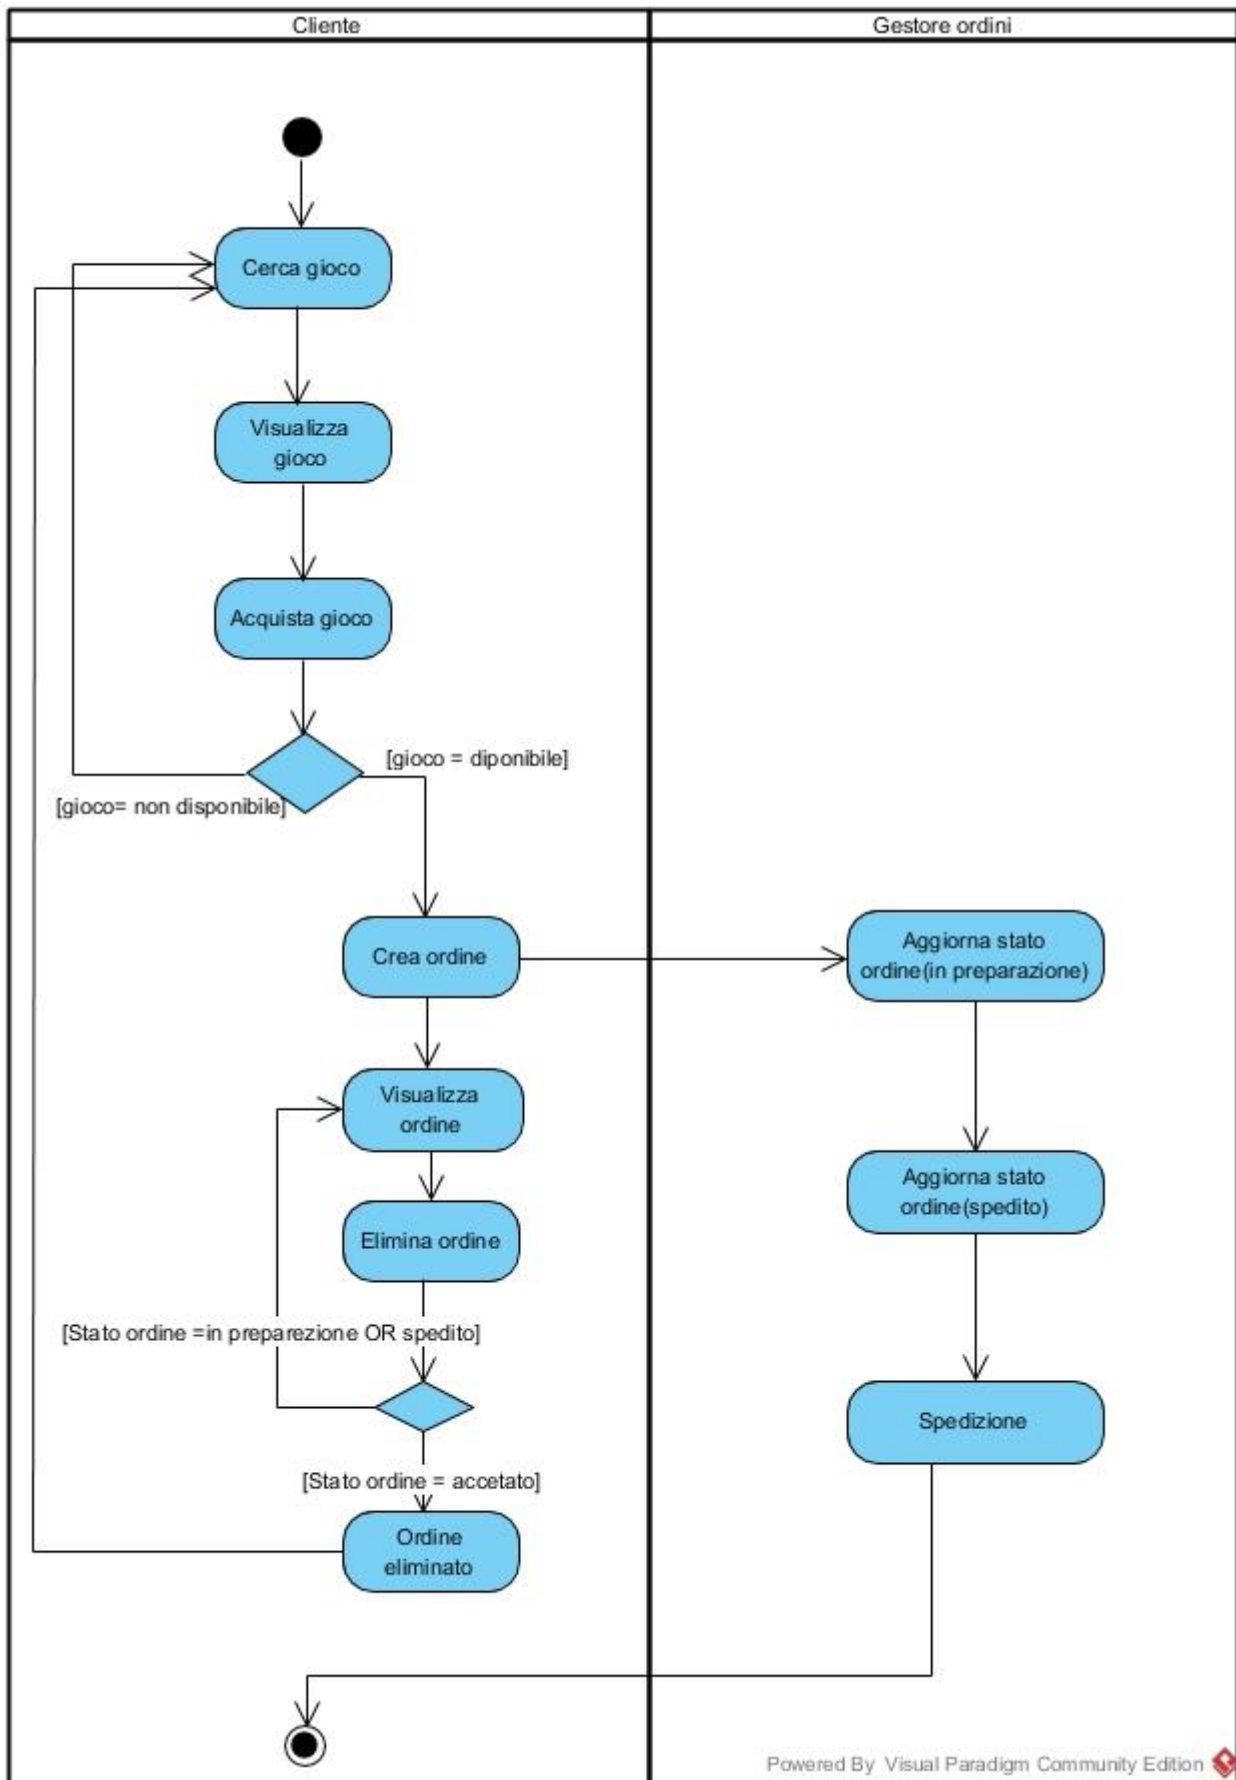 Cliente
Gestore ordini
Cerca gioco
Visualizza
gioco
Acquista gioco
[gioco = diponibile]
[gioco= non disponibile]
Crea ordine
Aggiorna stato
ordine(in preparazione)
Visualizza
ordine
Aggiorna stato
ordine(spedito)
Elimina ordine
[Stato ordine =in preparezione OR spedito]
Spedizione
[Stato ordine = accetato]
Ordine
eliminato
Powered By Visual Paradigm Community Edition